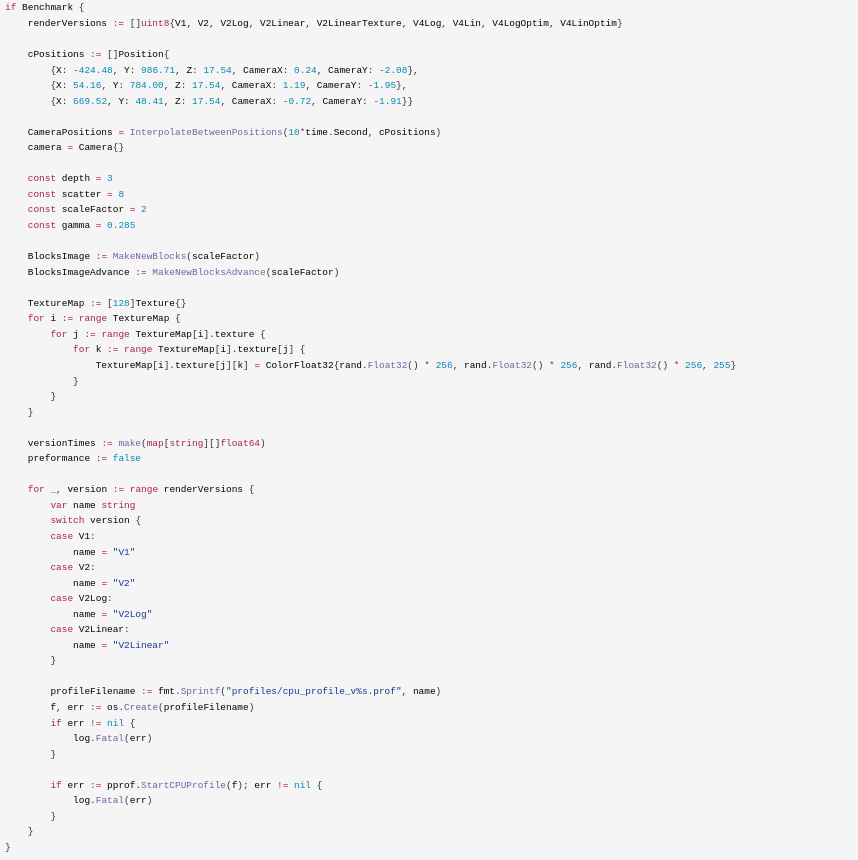 if Benchmark {
    renderVersions := []uint8{V1, V2, V2Log, V2Linear, V2LinearTexture, V4Log, V4Lin, V4LogOptim, V4LinOptim}

    cPositions := []Position{
        {X: -424.48, Y: 986.71, Z: 17.54, CameraX: 0.24, CameraY: -2.08},
        {X: 54.16, Y: 784.00, Z: 17.54, CameraX: 1.19, CameraY: -1.95},
        {X: 669.52, Y: 48.41, Z: 17.54, CameraX: -0.72, CameraY: -1.91}}

    CameraPositions = InterpolateBetweenPositions(10*time.Second, cPositions)
    camera = Camera{}

    const depth = 3
    const scatter = 8
    const scaleFactor = 2
    const gamma = 0.285

    BlocksImage := MakeNewBlocks(scaleFactor)
    BlocksImageAdvance := MakeNewBlocksAdvance(scaleFactor)

    TextureMap := [128]Texture{}
    for i := range TextureMap {
        for j := range TextureMap[i].texture {
            for k := range TextureMap[i].texture[j] {
                TextureMap[i].texture[j][k] = ColorFloat32{rand.Float32() * 256, rand.Float32() * 256, rand.Float32() * 256, 255}
            }
        }
    }

    versionTimes := make(map[string][]float64)
    preformance := false

    for _, version := range renderVersions {
        var name string
        switch version {
        case V1:
            name = "V1"
        case V2:
            name = "V2"
        case V2Log:
            name = "V2Log"
        case V2Linear:
            name = "V2Linear"
        }

        profileFilename := fmt.Sprintf("profiles/cpu_profile_v%s.prof", name)
        f, err := os.Create(profileFilename)
        if err != nil {
            log.Fatal(err)
        }

        if err := pprof.StartCPUProfile(f); err != nil {
            log.Fatal(err)
        }
    }
}